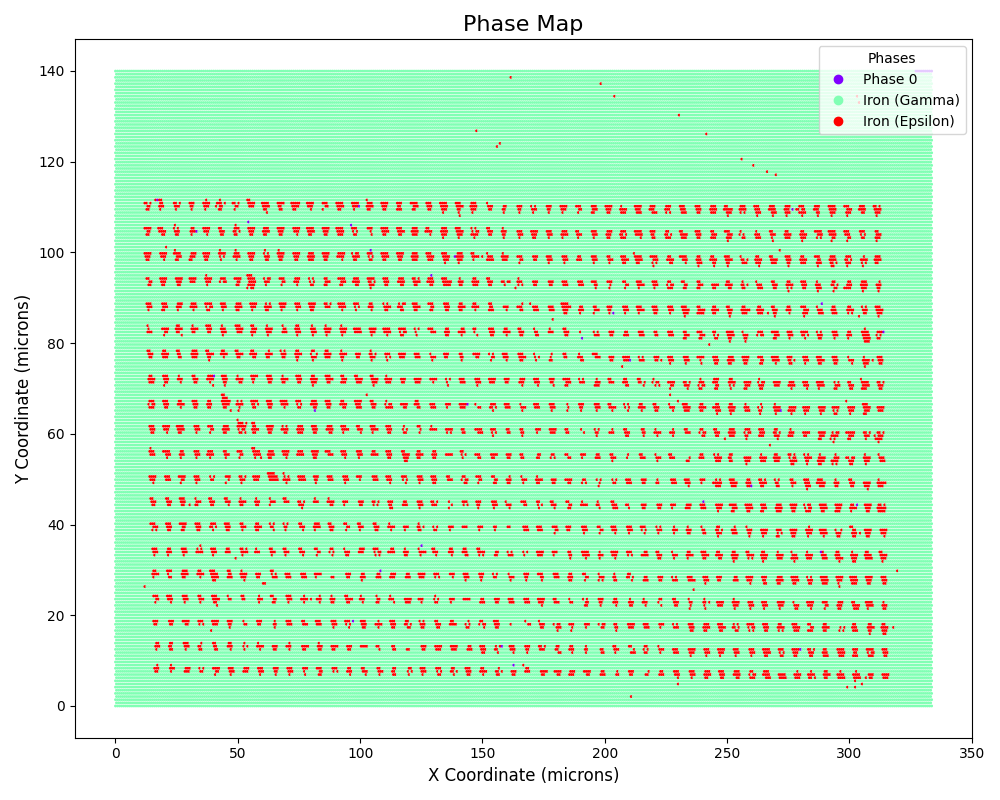 Phase Map
Phases
Phase 0
Iron (Gamma)
Iron (Epsilon)
140
120
100
80
60
40
20
0
Y Coordinate (microns)
0 50 100 150 200 250 300 350
X Coordinate (microns)